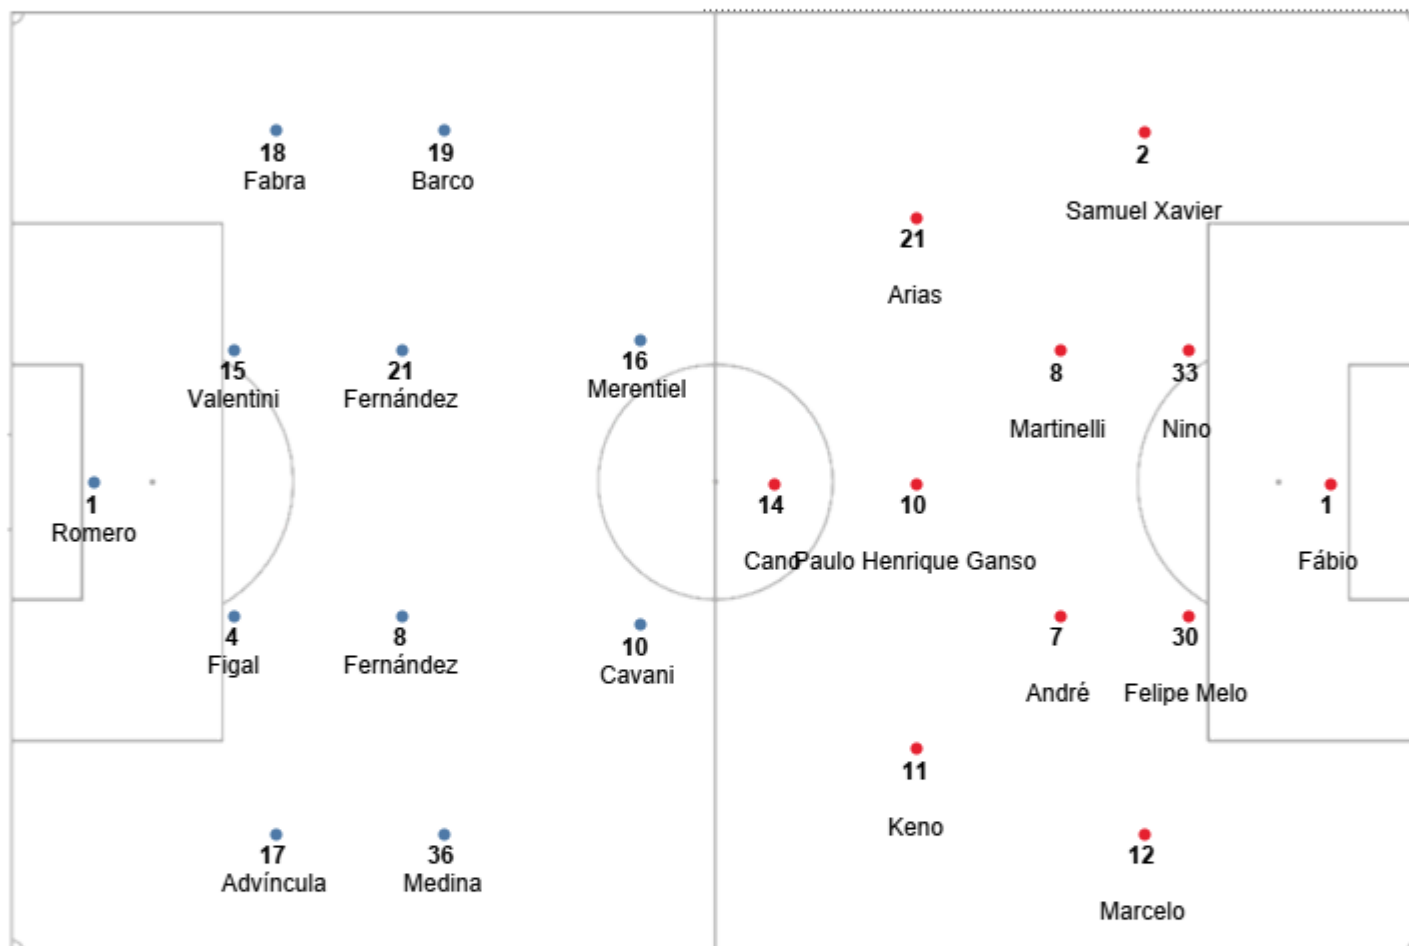 18
Fabra
19
Barco
2
Samuel Xavier
21
Arias
15
Valentini
21
Fernández
16
Merentiel
8
Martinelli
33
Nino
1
Romero
14
Cano
10
Paulo Henrique Ganso
1
Fábio
4
Figal
8
Fernández
10
Cavani
7
André
30
Felipe Melo
11
Keno
17
Advíncula
36
Medina
12
Marcelo